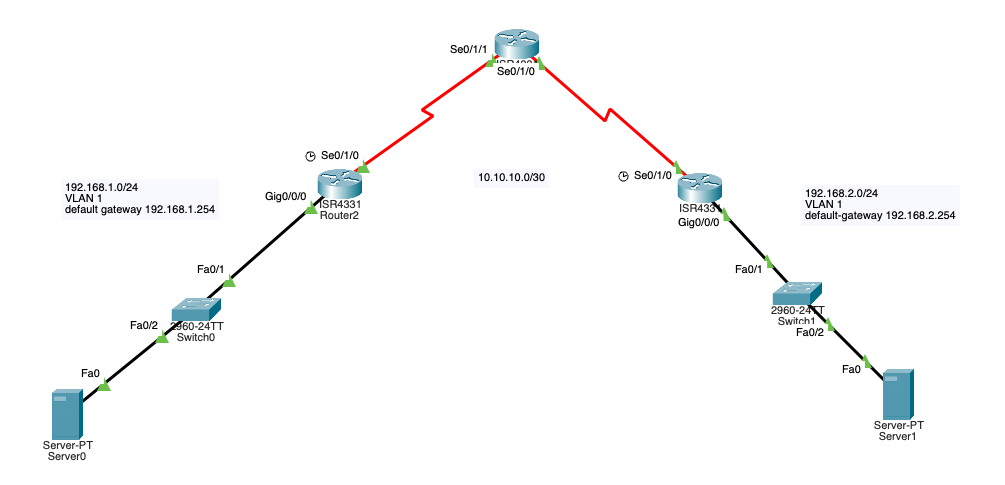 Se0/1/1
Se0/1/0
Se0/1/0
192.168.1.0/24
VLAN 1
default gateway 192.168.1.254
Gig0/0/0
ISR4331
Router2
10.10.10.0/30
Se0/1/0
Gig0/0/0
192.168.2.0/24
VLAN 1
default-gateway 192.168.2.254
Fa0/1
Fa0/1
Fa0/2
2960-24TT
Switch0
2960-24TT
Switch1
Fa0/2
Fa0
Fa0
Server-PT
Server0
Server-PT
Server1